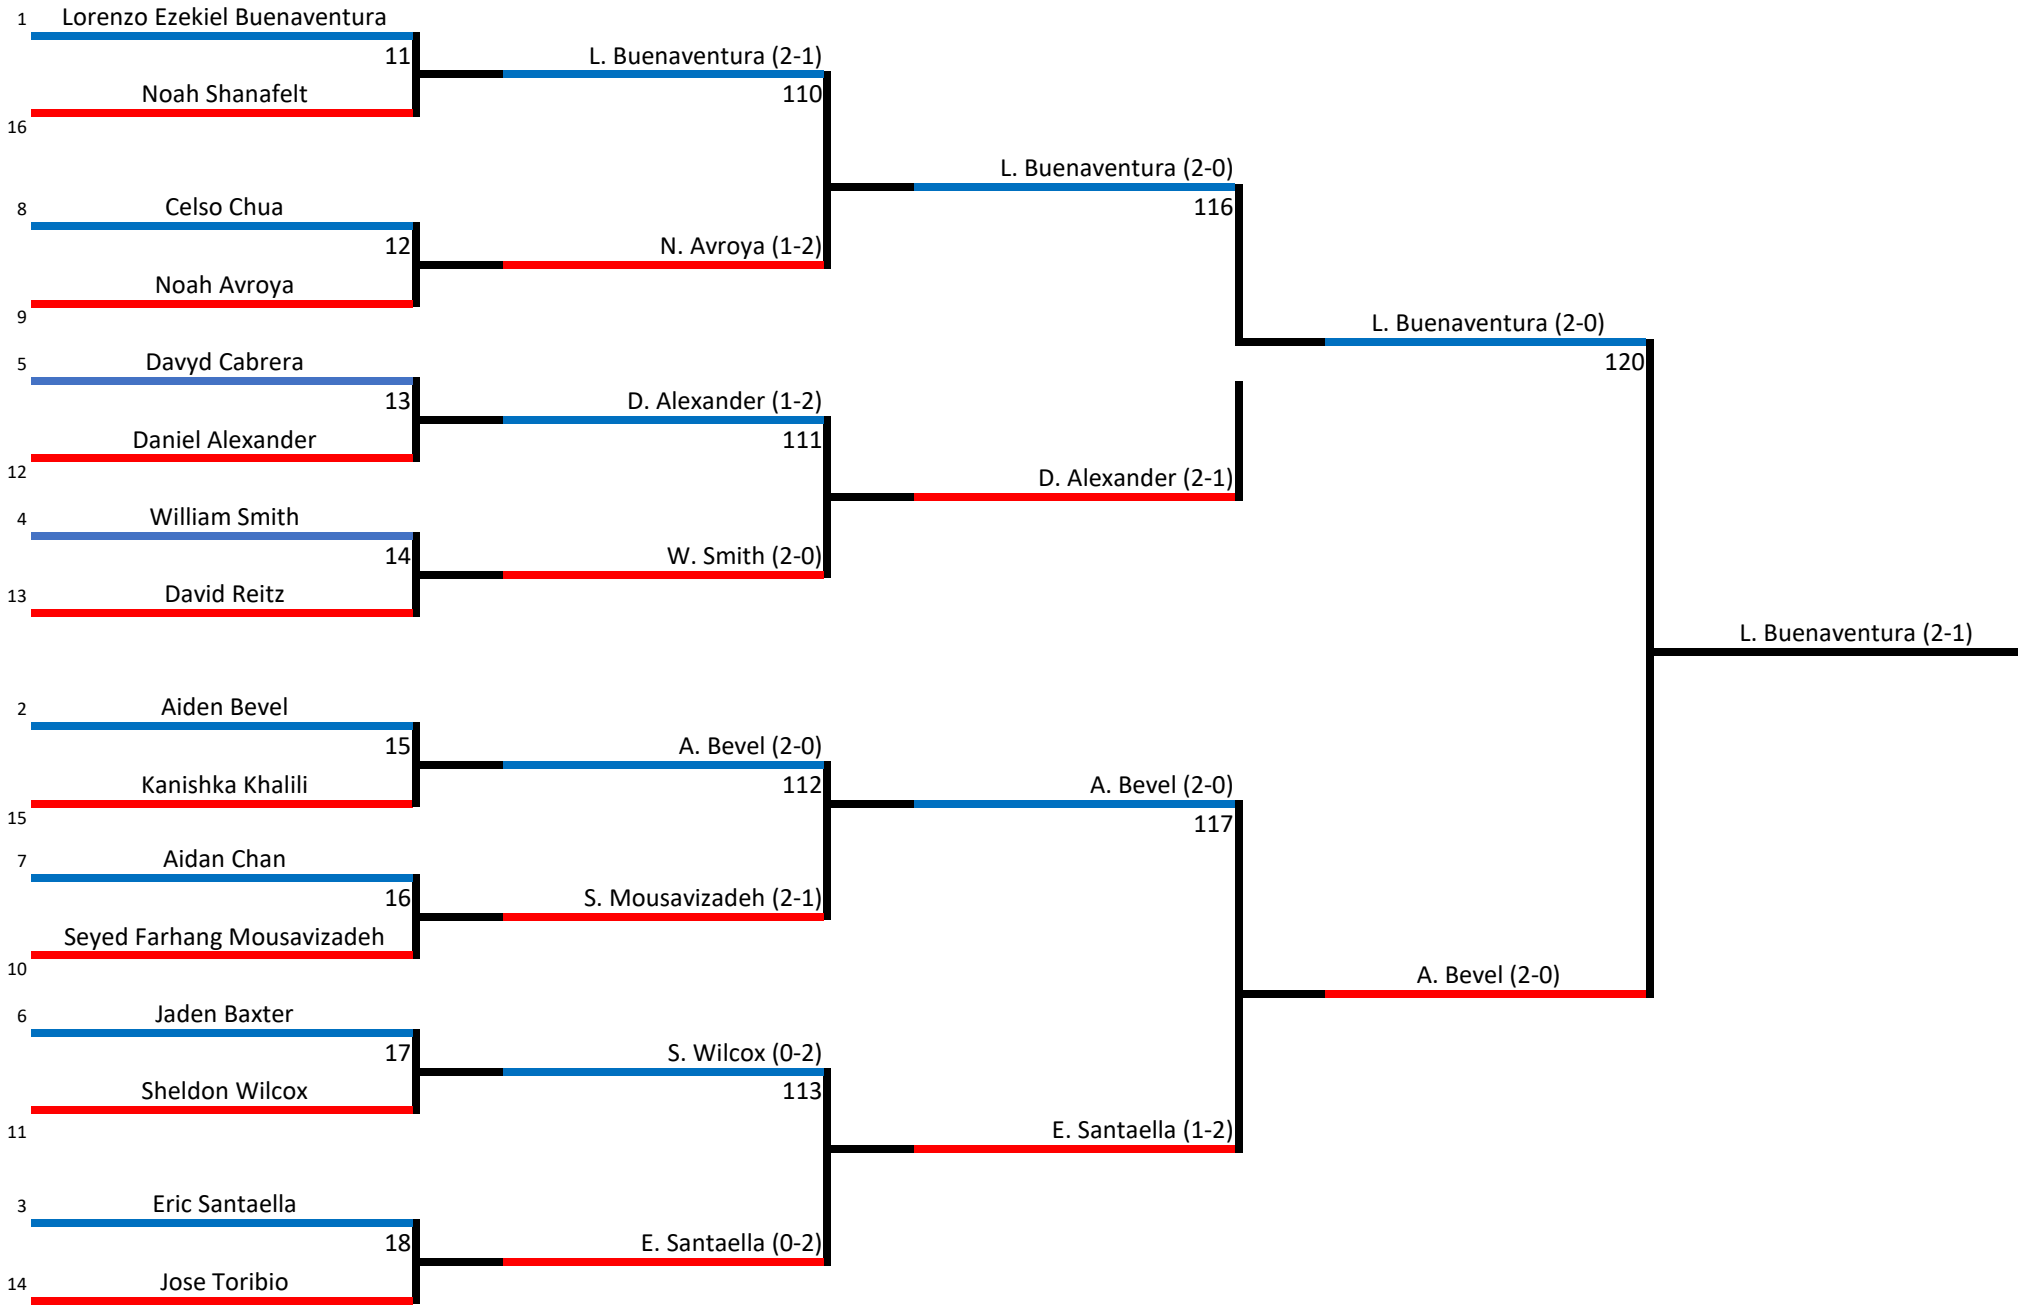 1 Lorenzo Ezekiel Buenaventura
11
L. Buenaventura (2-1)
Noah Shanafelt
110
16
L. Buenaventura (2-0)
8 Celso Chua
116
12
N. Avroya (1-2)
Noah Avroya
9
L. Buenaventura (2-0)
5 Davyd Cabrera
120
13
D. Alexander (1-2)
Daniel Alexander
111
12
D. Alexander (2-1)
4 William Smith
14
W. Smith (2-0)
13 David Reitz
L. Buenaventura (2-1)
2 Aiden Bevel
15
A. Bevel (2-0)
Kanishka Khalili
112
A. Bevel (2-0)
15
117
7 Aidan Chan
16
S. Mousavizadeh (2-1)
Seyed Farhang Mousavizadeh
10
A. Bevel (2-0)
6 Jaden Baxter
17
S. Wilcox (0-2)
Sheldon Wilcox
113
11
E. Santaella (1-2)
3 Eric Santaella
18
E. Santaella (0-2)
14 Jose Toribio